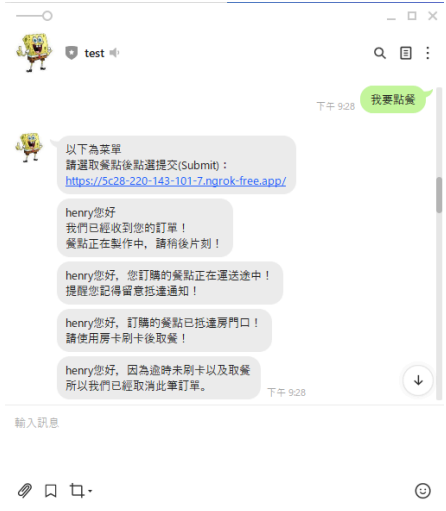 test
我要點餐
下午 9:28
以下為菜單
請選取餐點後點選提交(Submit)：
https://5c28-220-143-101-7.ngrok-free.app/
henry您好
我們已經收到您的訂單！
餐點正在製作中，請稍後片刻！
henry您好，您訂購的餐點正在運送途中！
提醒您記得留意抵達通知！
henry您好，訂購的餐點已抵達房門口！
請使用房卡刷卡後取餐！
henry您好，因為逾時未刷卡以及取餐
所以我們已經取消此筆訂單。
下午 9:28
輸入訊息